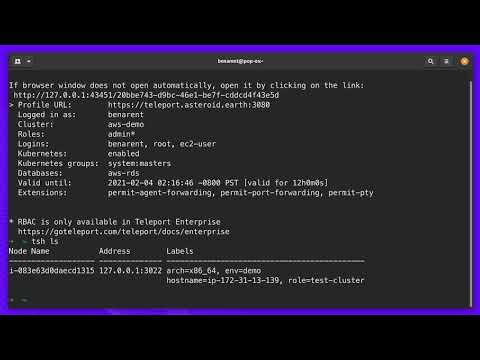 benarent@pop-os:~
If browser window does not open automatically, open it by clicking on the link:
http://127.0.0.1:43451/20bbe743-d9bc-46e1-be7f-cddcd4f43e5d
> Profile URL: https://teleport.asteroid.earth:3080
Logged in as: benarent
Cluster: aws-demo
Roles: admin*
Logins: benarent, root, ec2-user
Kubernetes: enabled
Kubernetes groups: system:masters
Databases: aws-rds
Valid until: 2021-02-04 02:16:46 -0800 PST [valid for 12h0m0s]
Extensions: permit-agent-forwarding, permit-port-forwarding, permit-pty
* RBAC is only available in Teleport Enterprise
https://goteleport.com/teleport/docs/enterprise
→ ~ tsh ls
Node Name Address Labels
i-083e63d0daecd1315 127.0.0.1:3022 arch=x86_64, env=demo
hostname=ip-172-31-13-139, role=test-cluster
→ ~